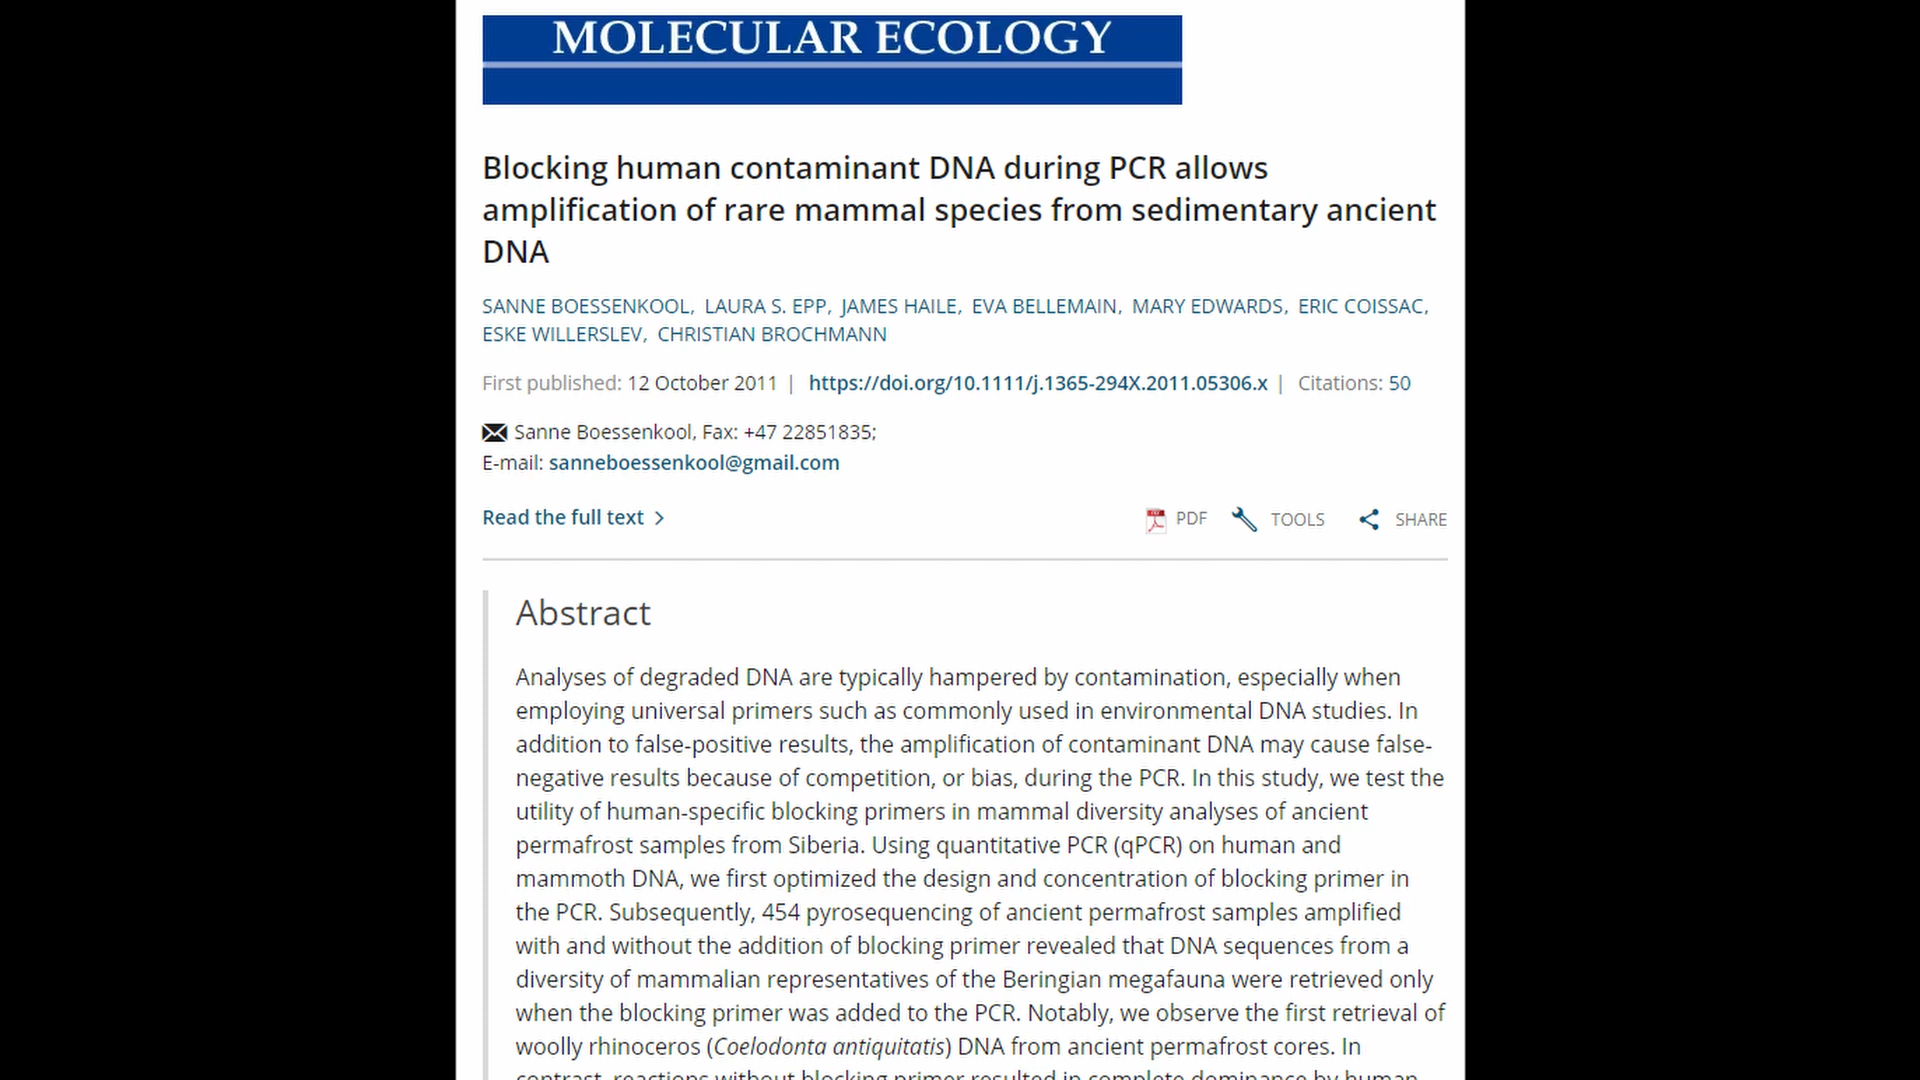 MOLECULAR ECOLOGY
Blocking human contaminant DNA during PCR allows
amplification of rare mammal species from sedimentary ancient
DNA
SANNE BOESSENKOOL, LAURA S. EPP, JAMES HAILE, EVA BELLEMAIN, MARY EDWARDS, ERIC COISSAC,
ESKE WILLERSLEV, CHRISTIAN BROCHMANN
First published: 12 October 2011 | https://doi.org/10.1111/j.1365-294X.2011.05306.x | Citations: 50
Sanne Boessenkool, Fax: +47 22851835;
E-mail: sanneboessenkool@gmail.com
Read the full text > PDF TOOLS SHARE
Abstract
Analyses of degraded DNA are typically hampered by contamination, especially when
employing universal primers such as commonly used in environmental DNA studies. In
addition to false-positive results, the amplification of contaminant DNA may cause false-
negative results because of competition, or bias, during the PCR. In this study, we test the
utility of human-specific blocking primers in mammal diversity analyses of ancient
permafrost samples from Siberia. Using quantitative PCR (qPCR) on human and
mammoth DNA, we first optimized the design and concentration of blocking primer in
the PCR. Subsequently, 454 pyrosequencing of ancient permafrost samples amplified
with and without the addition of blocking primer revealed that DNA sequences from a
diversity of mammalian representatives of the Beringian megafauna were retrieved only
when the blocking primer was added to the PCR. Notably, we observe the first retrieval of
woolly rhinoceros (Coelodonta antiquitatis) DNA from ancient permafrost cores. In
contrast, reactions without blocking primer resulted in complete dominance by human